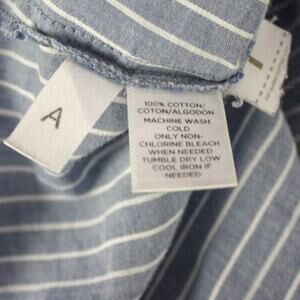 A
100% COTTON/
COTON/ALGODON
MACHINE WASH
COLD
ONLY NON-
CHLORINE BLEACH
WHEN NEEDED
TUMBLE DRY LOW
COOL IRON IF
NEEDED